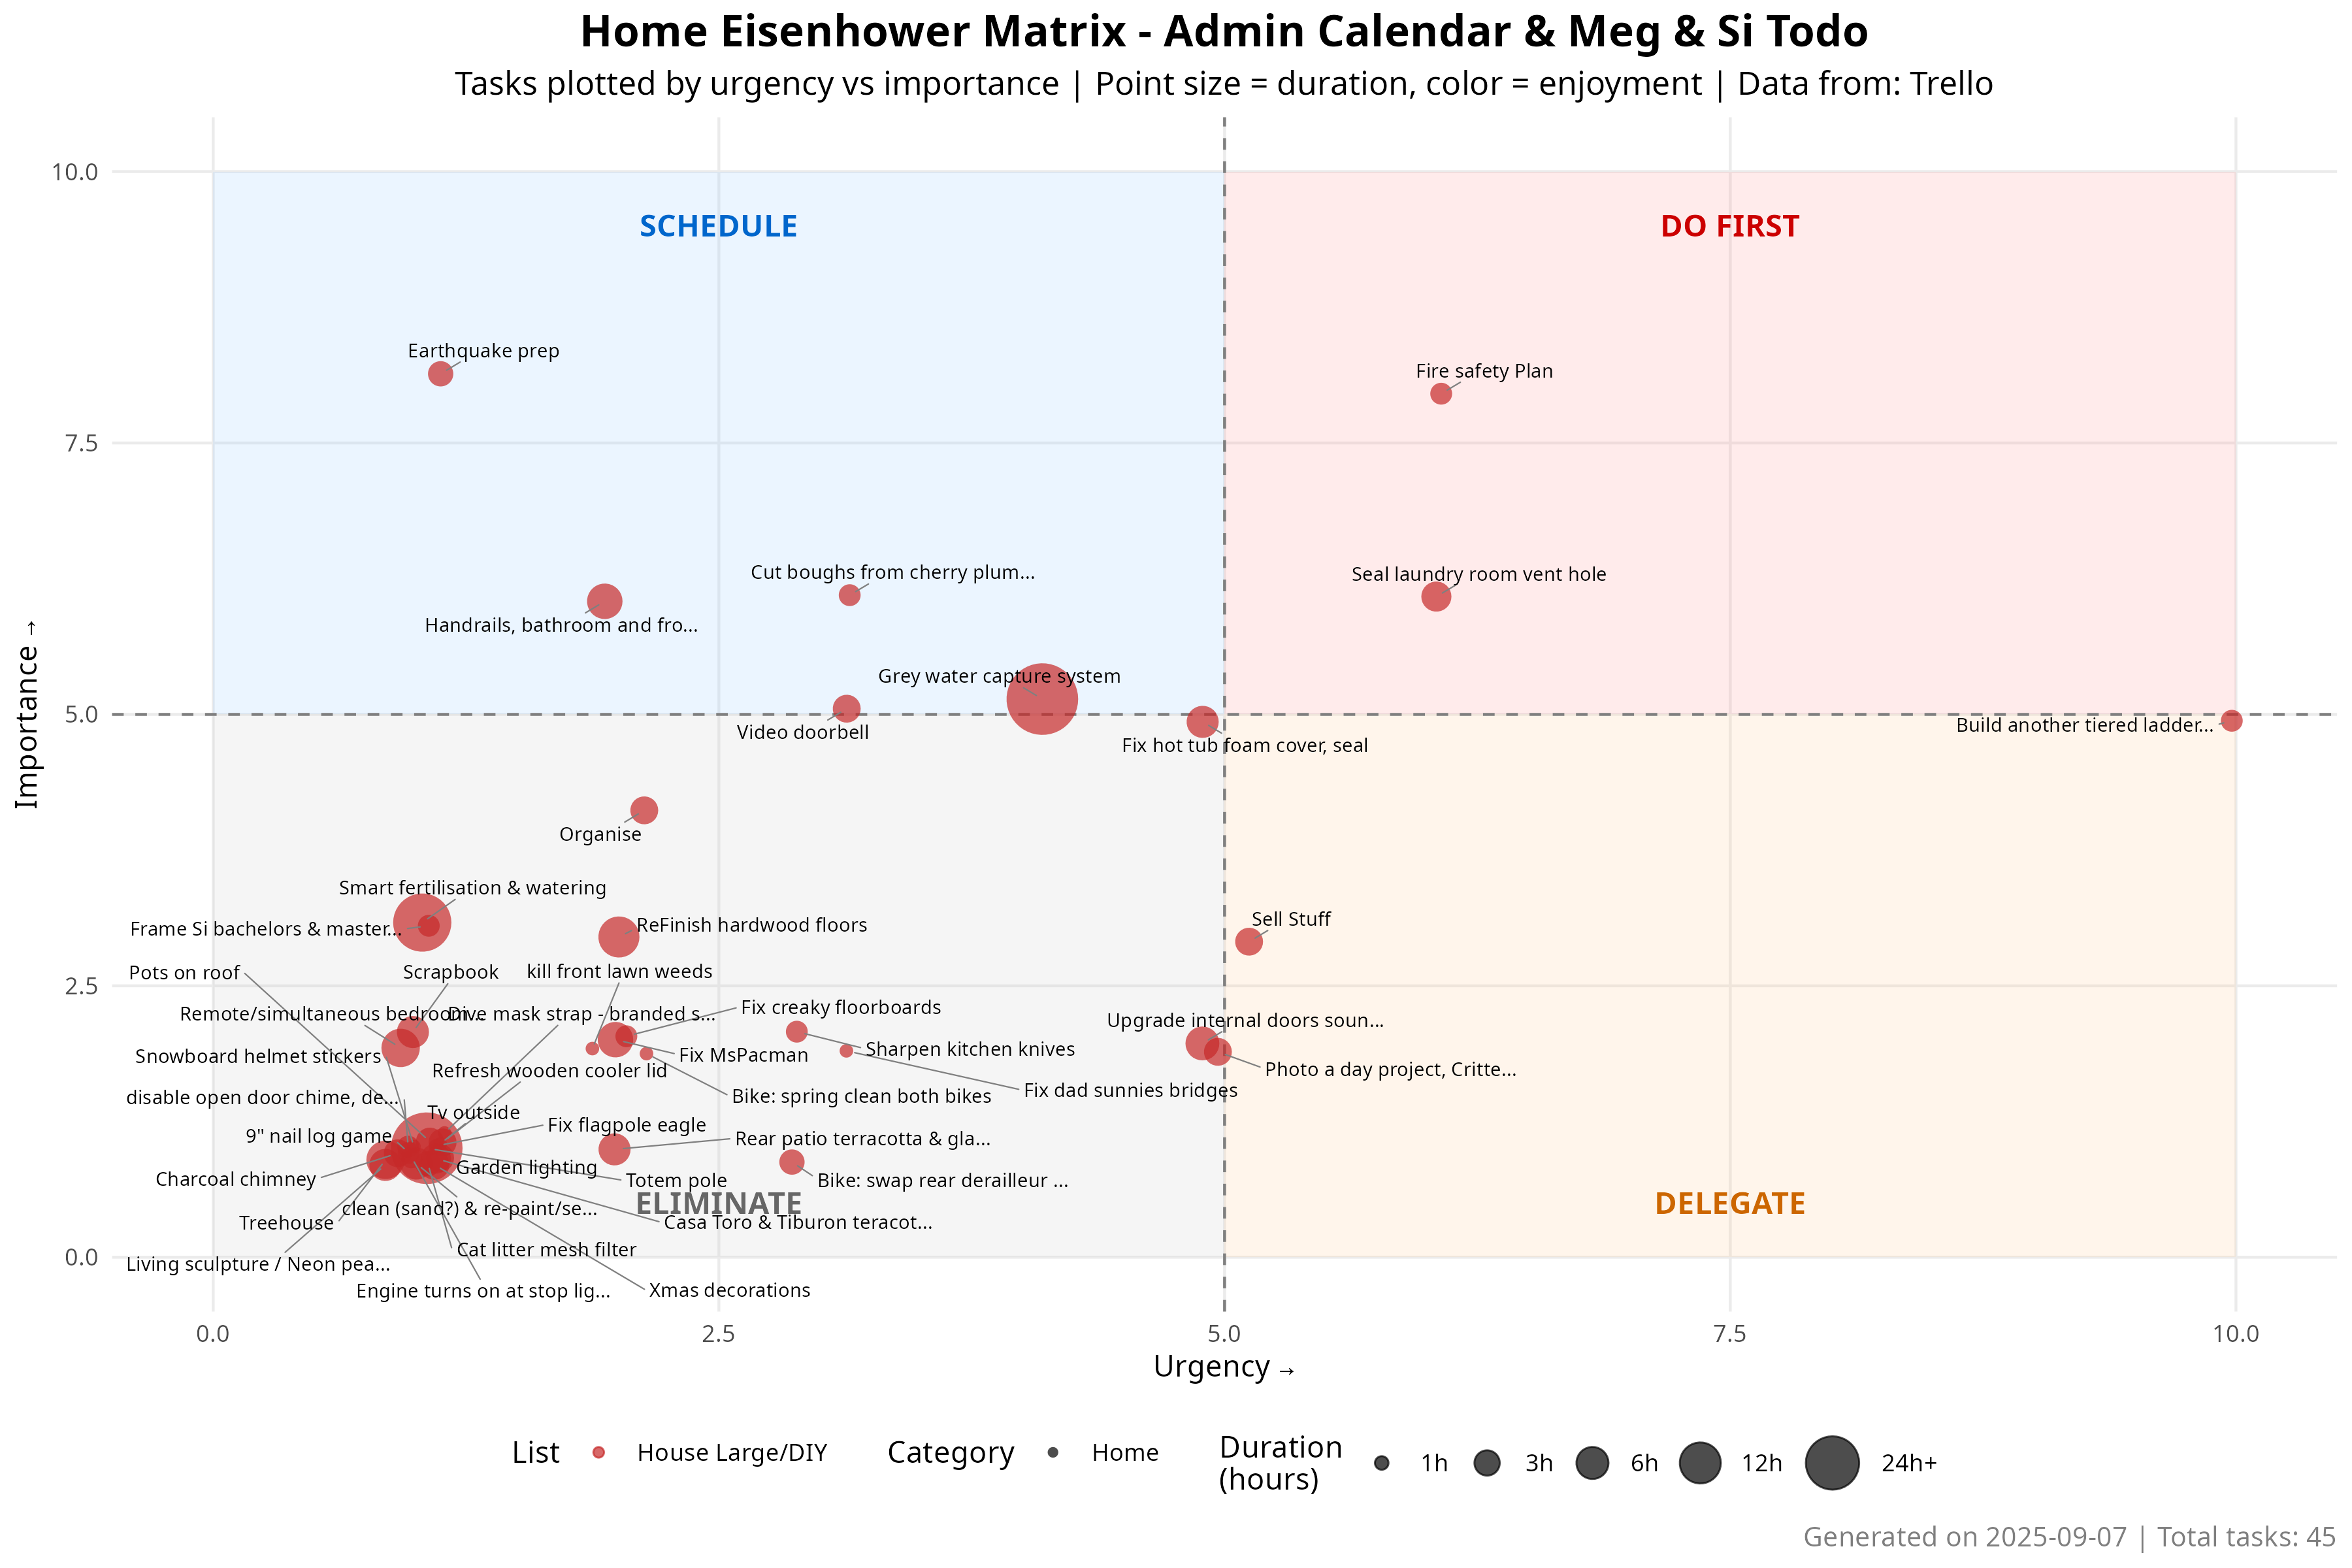 Home Eisenhower Matrix - Admin Calendar & Meg & Si Todo
Tasks plotted by urgency vs importance | Point size = duration, color = enjoyment | Data from: Trello
10.0
SCHEDULE
DO FIRST
Earthquake prep
Fire safety Plan
7.5
Cut boughs from cherry plum...
Seal laundry room vent hole
Handrails, bathroom and fro...
Importance →
Grey water capture system
5.0
Video doorbell
Build another tiered ladder...
Fix hot tub foam cover, seal
Organise
Smart fertilisation & watering
Frame Si bachelors & master...
ReFinish hardwood floors
Sell Stuff
Pots on roof
Scrapbook
kill front lawn weeds
2.5
Remote/simultaneous bedroom...
Dive mask strap - branded s...
Fix creaky floorboards
Upgrade internal doors soun...
Snowboard helmet stickers
Fix MsPacman
Sharpen kitchen knives
Refresh wooden cooler lid
Photo a day project, Critte...
disable open door chime, de...
Bike: spring clean both bikes
Fix dad sunnies bridges
Tv outside
Fix flagpole eagle
9" nail log game
Rear patio terracotta & gla...
Garden lighting
Charcoal chimney
Totem pole
Bike: swap rear derailleur ...
clean (sand?) & re-paint/se...
ELIMINATE
DELEGATE
Treehouse
Casa Toro & Tiburon teracot...
Cat litter mesh filter
0.0
Living sculpture / Neon pea...
Engine turns on at stop lig...
Xmas decorations
0.0
2.5
5.0
7.5
10.0
Urgency →
List
House Large/DIY
Category
Home
Duration
(hours)
1h
3h
6h
12h
24h+
Generated on 2025-09-07 | Total tasks: 45